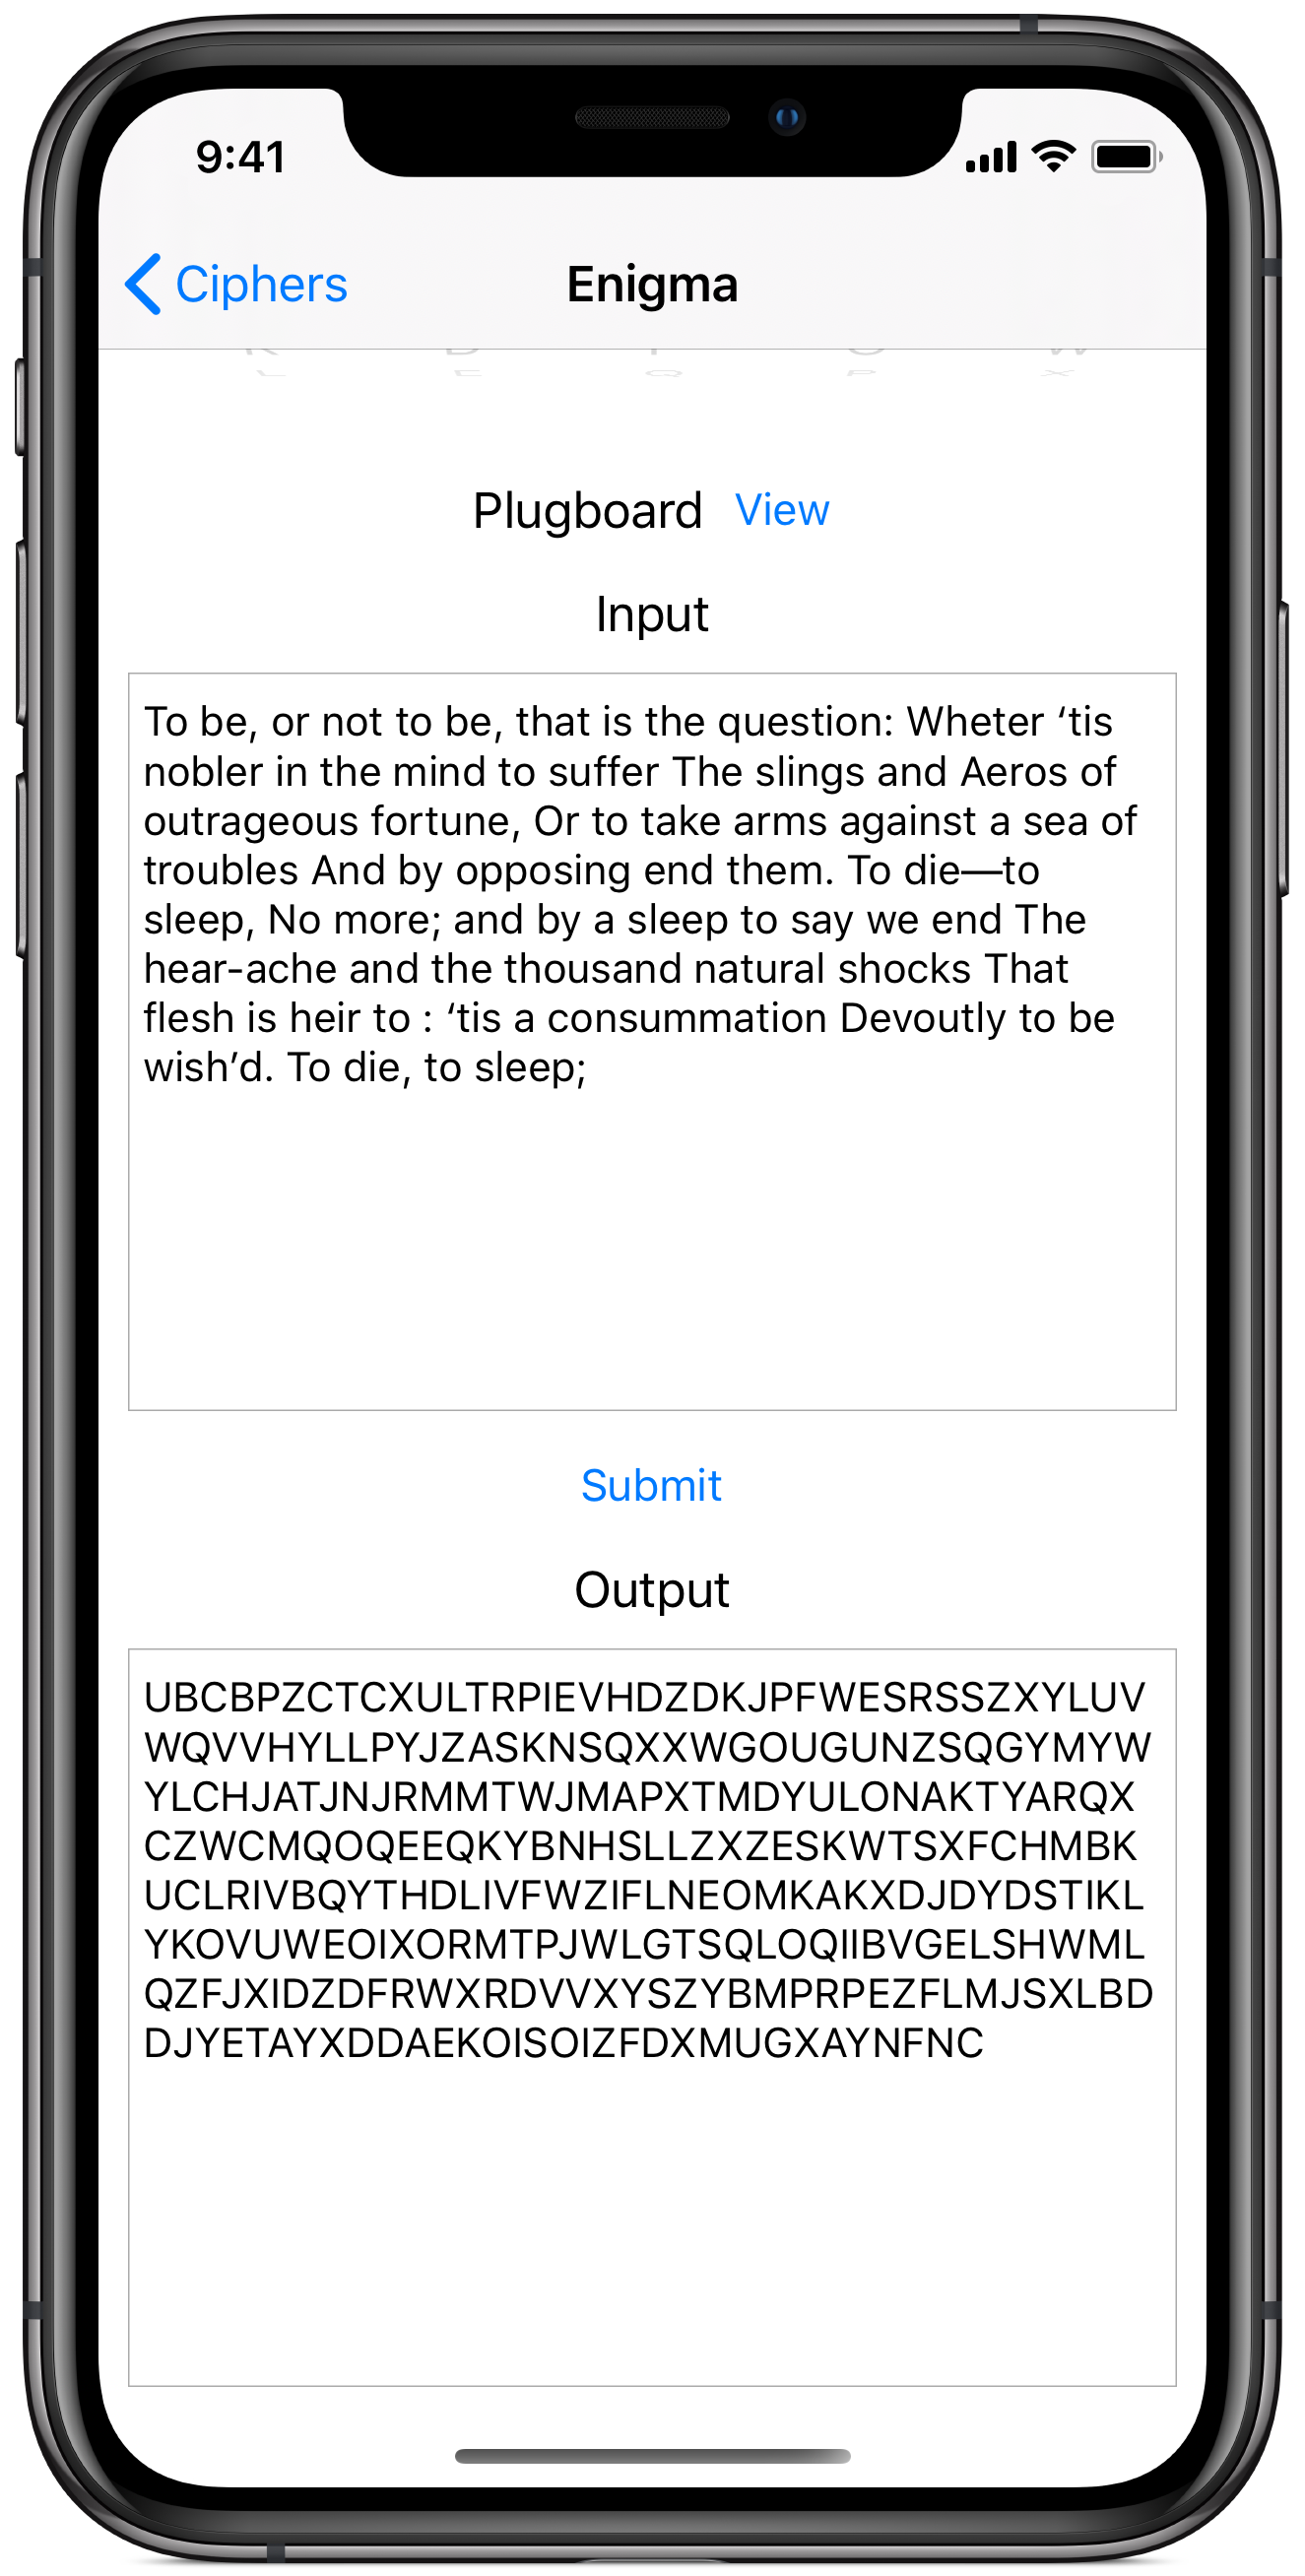 9:41
Ciphers Enigma
Plugboard View
Input
To be, or not to be, that is the question: Wheter ‘tis
nobler in the mind to suffer The slings and Aeros of
outrageous fortune, Or to take arms against a sea of
troubles And by opposing end them. To die—to
sleep, No more; and by a sleep to say we end The
hear-ache and the thousand natural shocks That
flesh is heir to : ‘tis a consummation Devoutly to be
wish’d. To die, to sleep;
Submit
Output
UBCBPZCTCXULTRPIEVHDZDKJPFWESRSSZXYLUV
WQVVHYLLPYJZASKNSQXXWGOUGUNZSQGYMYW
YLCHJATJNJRMMTWJMAPXTMDYULONAKTYARQX
CZWCMQOQEEQKYBNHSLLZXZESKWTSXFCHMBK
UCLRIVBQYTHDLIVFWZIFLNEOMKAKXDJDYDSTIKL
YKOVUWEOIXORMTPJWLGTSQLOQIIBVGELSHWML
QZFJXIDZDFRWXRDVVXYSZYBMPRPEZFLMJSXLBD
DJYETAYXDDAEKOISOIZFDXMUGXAYNFNC